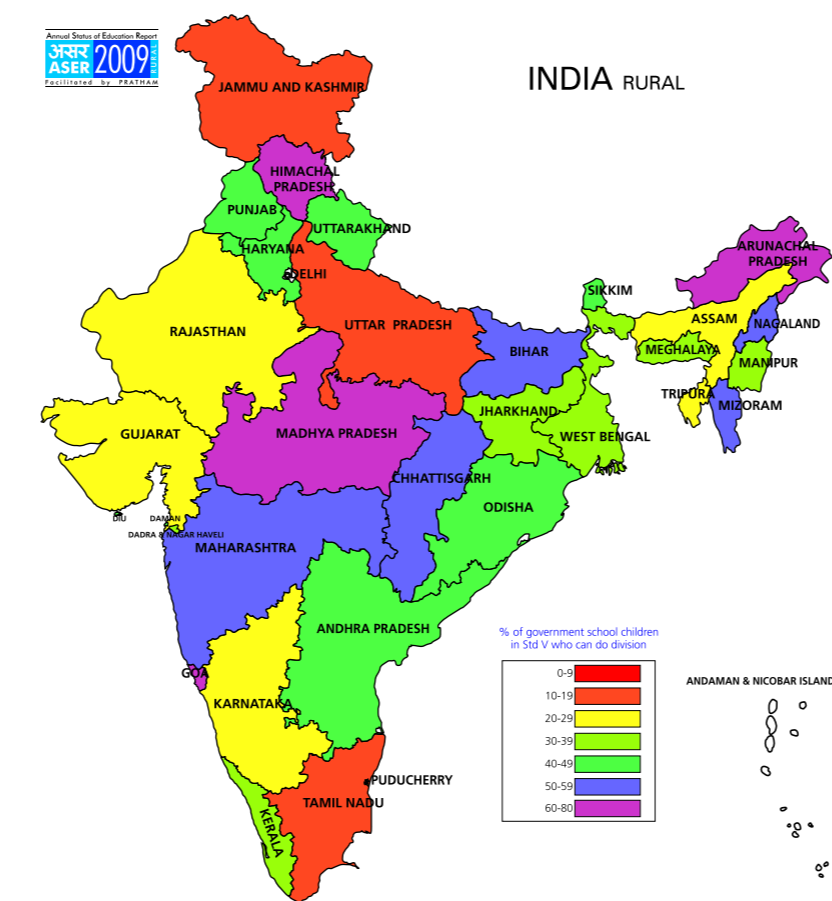 Annual Status of Education Report
असर
ASER
2009
RURAL
Facilitated by PRATHAM
INDIA RURAL
JAMMU AND KASHMIR
HIMACHAL
PRADESH
PUNJAB
UTTARAKHAND
HARYANA
DELHI
ARUNACHAL
PRADESH
SIKKIM
RAJASTHAN
UTTAR PRADESH
ASSAM
NAGALAND
BIHAR
MEGHALAYA
MANIPUR
TRIPURA
MIZORAM
JHARKHAND
GUJARAT
MADHYA PRADESH
WEST BENGAL
CHHATTISGARH
ODISHA
DIU
DAMAN
DADRA & NAGAR HAVELI
MAHARASHTRA
ANDHRA PRADESH
% of government school children
in Std V who can do division
0-9
10-19
20-29
30-39
40-49
50-59
60-80
GOA
KARNATAKA
ANDAMAN & NICOBAR ISLAND
PUDUCHERRY
TAMIL NADU
KERALA